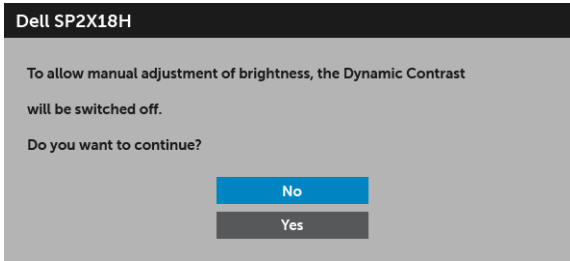 Dell SP2X18H
To allow manual adjustment of brightness, the Dynamic Contrast
will be switched off.
Do you want to continue?
No
Yes